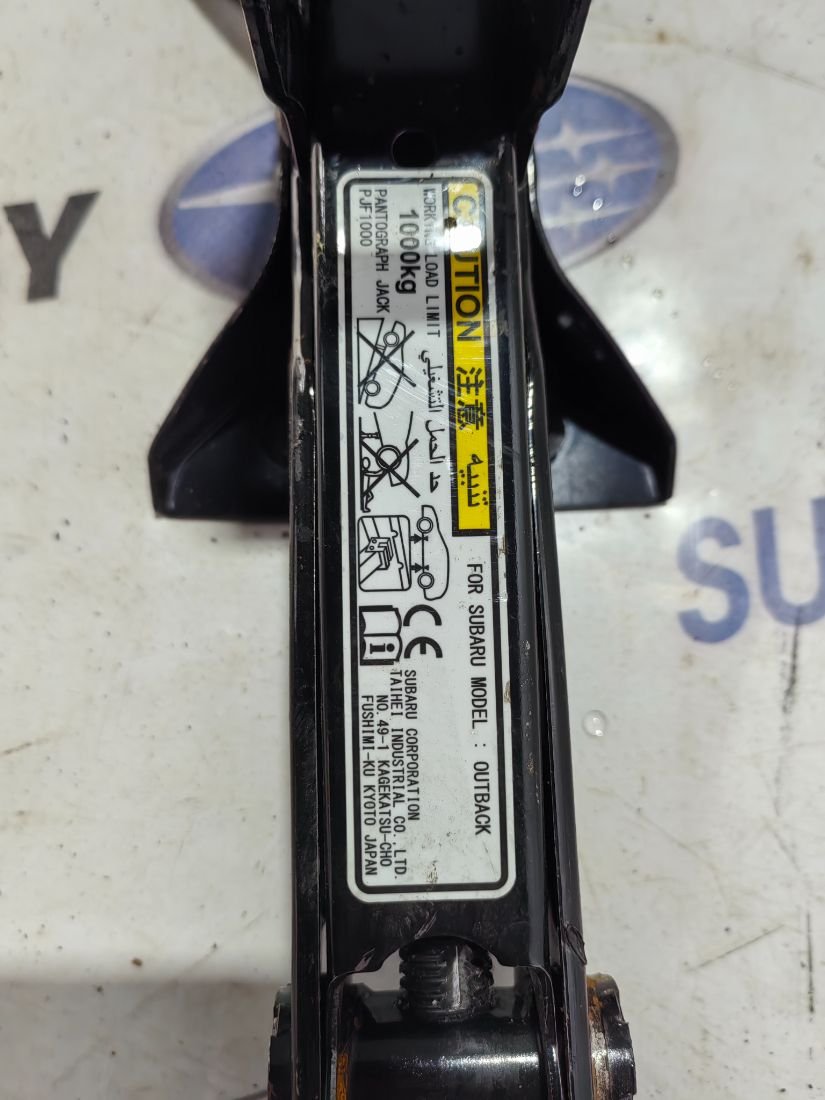 CAUTION 注意 تنبيه
WORKING LOAD LIMIT حد الحمل التشغيلي
1000kg
PANTOGRAPH JACK
PJF1000
FOR SUBARU MODEL : OUTBACK
CE
SUBARU CORPORATION
TAIHEI INDUSTRIAL CO.,LTD.
NO. 49-1 KAGEKATSU-CHO
FUSHIMI-KU KYOTO JAPAN
SU